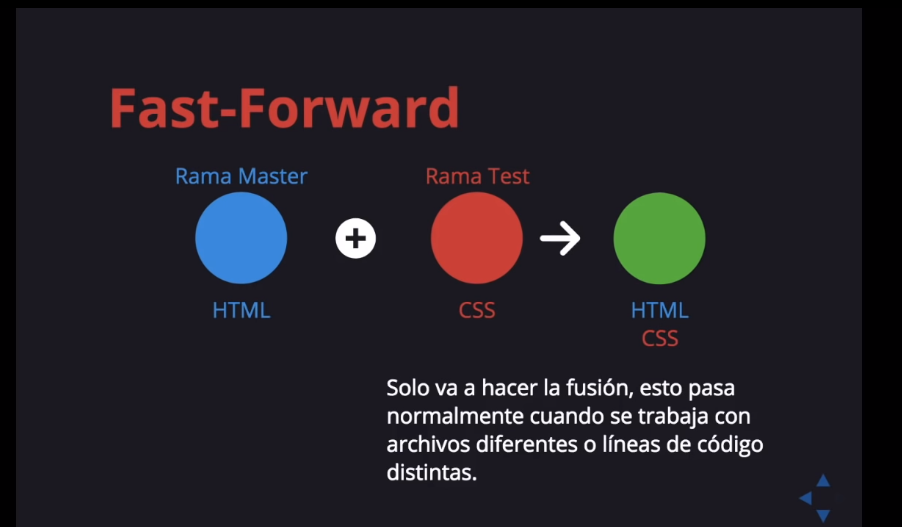 Fast-Forward
Rama Master
Rama Test
HTML
CSS
HTML
CSS
Solo va a hacer la fusión, esto pasa
normalmente cuando se trabaja con
archivos diferentes o líneas de código
distintas.